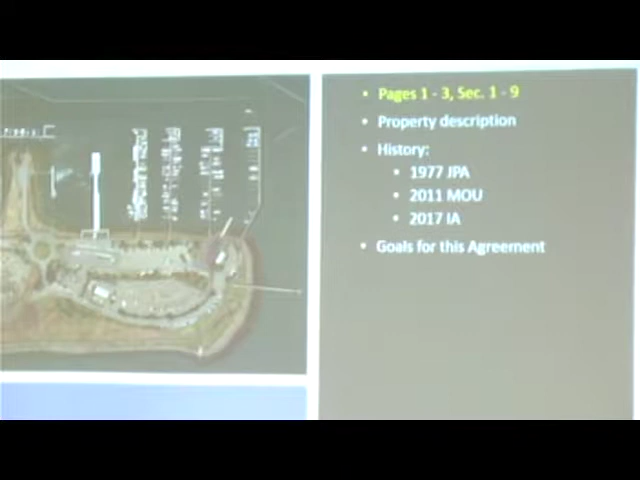 Pages 1 - 3, Sec. 1 - 9
Property description
History:
1977 JPA
2011 MOU
2017 IA
Goals for this Agreement